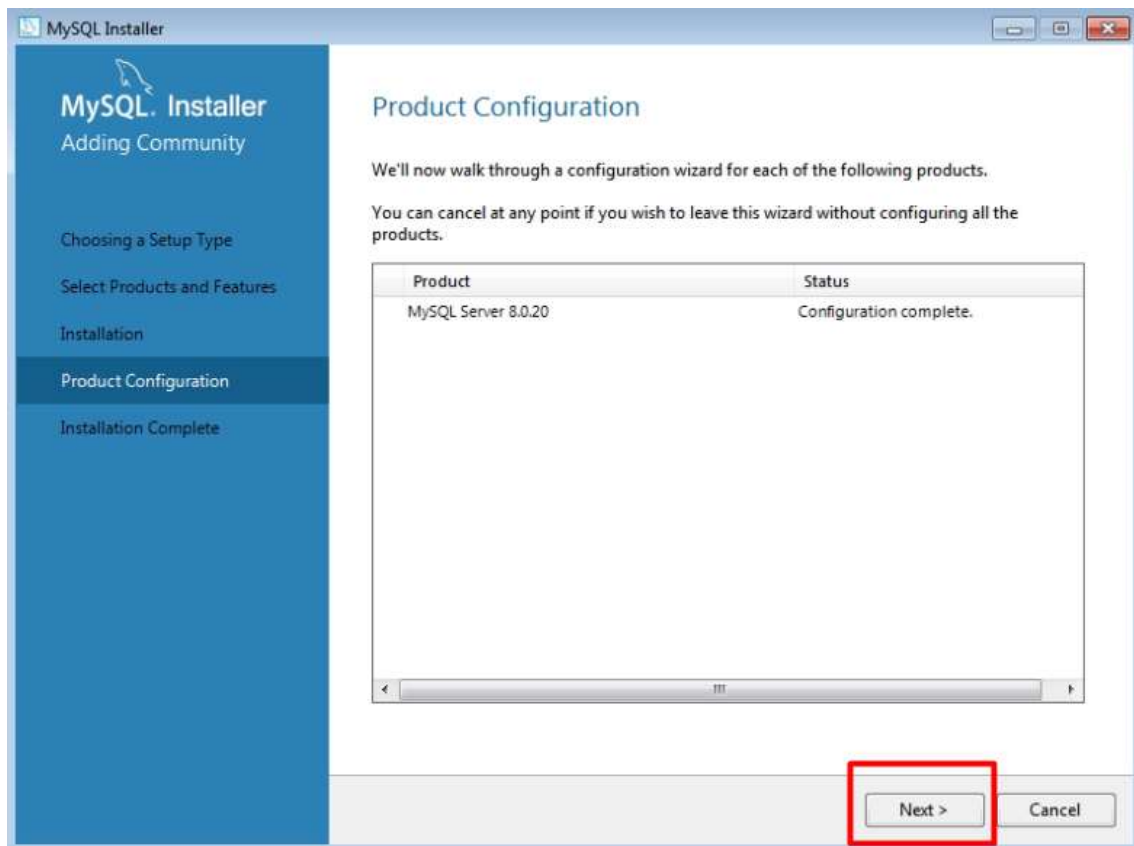 MySQL Installer
MySQL. Installer
Adding Community
Choosing a Setup Type
Select Products and Features
Installation
Product Configuration
Installation Complete
Product Configuration
We'll now walk through a configuration wizard for each of the following products.
You can cancel at any point if you wish to leave this wizard without configuring all the
products.
Product Status
MySQL Server 8.0.20 Configuration complete.
Next > Cancel